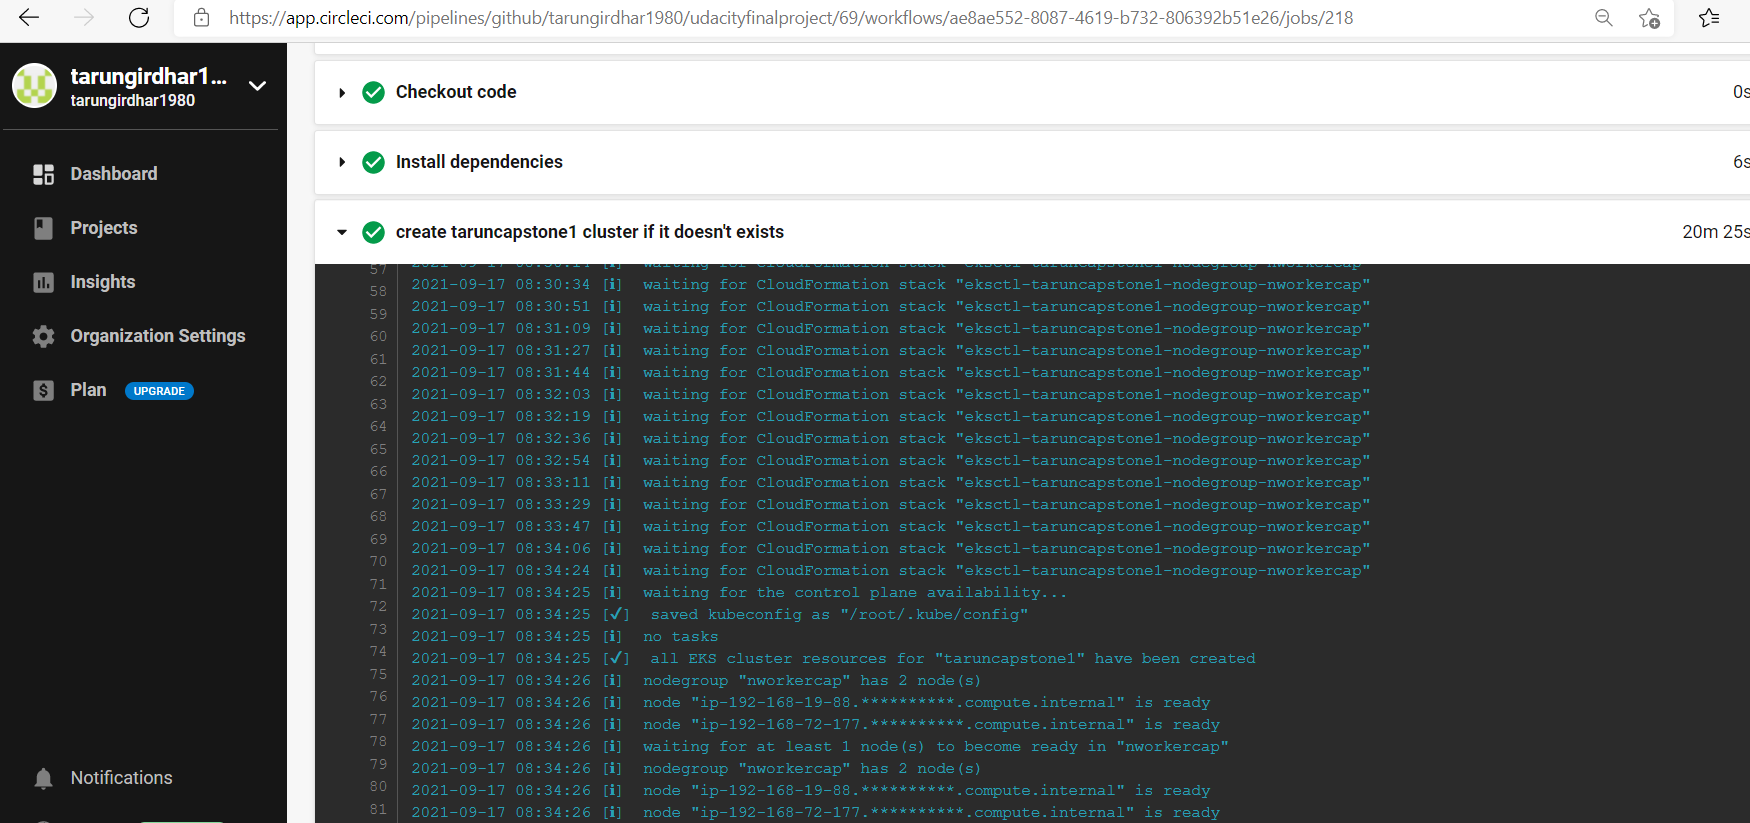 https://app.circleci.com/pipelines/github/tarungirdhar1980/udacityfinalproject/69/workflows/ae8ae552-8087-4619-b732-806392b51e26/jobs/218
tarungirdhar1...
tarungirdhar1980
Dashboard
Projects
Insights
Organization Settings
Plan UPGRADE
Notifications
Checkout code 0s
Install dependencies 6s
create taruncapstone1 cluster if it doesn't exists 20m 25s
57 2021-09-17 08:30:14 [ℹ] waiting for CloudFormation stack "eksctl-taruncapstone1-nodegroup-nworkercap"
58 2021-09-17 08:30:34 [ℹ] waiting for CloudFormation stack "eksctl-taruncapstone1-nodegroup-nworkercap"
59 2021-09-17 08:30:51 [ℹ] waiting for CloudFormation stack "eksctl-taruncapstone1-nodegroup-nworkercap"
60 2021-09-17 08:31:09 [ℹ] waiting for CloudFormation stack "eksctl-taruncapstone1-nodegroup-nworkercap"
61 2021-09-17 08:31:27 [ℹ] waiting for CloudFormation stack "eksctl-taruncapstone1-nodegroup-nworkercap"
62 2021-09-17 08:31:44 [ℹ] waiting for CloudFormation stack "eksctl-taruncapstone1-nodegroup-nworkercap"
63 2021-09-17 08:32:03 [ℹ] waiting for CloudFormation stack "eksctl-taruncapstone1-nodegroup-nworkercap"
64 2021-09-17 08:32:19 [ℹ] waiting for CloudFormation stack "eksctl-taruncapstone1-nodegroup-nworkercap"
65 2021-09-17 08:32:36 [ℹ] waiting for CloudFormation stack "eksctl-taruncapstone1-nodegroup-nworkercap"
66 2021-09-17 08:32:54 [ℹ] waiting for CloudFormation stack "eksctl-taruncapstone1-nodegroup-nworkercap"
67 2021-09-17 08:33:11 [ℹ] waiting for CloudFormation stack "eksctl-taruncapstone1-nodegroup-nworkercap"
68 2021-09-17 08:33:29 [ℹ] waiting for CloudFormation stack "eksctl-taruncapstone1-nodegroup-nworkercap"
69 2021-09-17 08:33:47 [ℹ] waiting for CloudFormation stack "eksctl-taruncapstone1-nodegroup-nworkercap"
70 2021-09-17 08:34:06 [ℹ] waiting for CloudFormation stack "eksctl-taruncapstone1-nodegroup-nworkercap"
71 2021-09-17 08:34:24 [ℹ] waiting for CloudFormation stack "eksctl-taruncapstone1-nodegroup-nworkercap"
72 2021-09-17 08:34:25 [ℹ] waiting for the control plane availability...
73 2021-09-17 08:34:25 [✔] saved kubeconfig as "/root/.kube/config"
74 2021-09-17 08:34:25 [ℹ] no tasks
75 2021-09-17 08:34:25 [✔] all EKS cluster resources for "taruncapstone1" have been created
76 2021-09-17 08:34:26 [ℹ] nodegroup "nworkercap" has 2 node(s)
77 2021-09-17 08:34:26 [ℹ] node "ip-192-168-19-88.**********.compute.internal" is ready
78 2021-09-17 08:34:26 [ℹ] node "ip-192-168-72-177.**********.compute.internal" is ready
79 2021-09-17 08:34:26 [ℹ] waiting for at least 1 node(s) to become ready in "nworkercap"
80 2021-09-17 08:34:26 [ℹ] nodegroup "nworkercap" has 2 node(s)
81 2021-09-17 08:34:26 [ℹ] node "ip-192-168-19-88.**********.compute.internal" is ready
2021-09-17 08:34:26 [ℹ] node "ip-192-168-72-177.**********.compute.internal" is ready